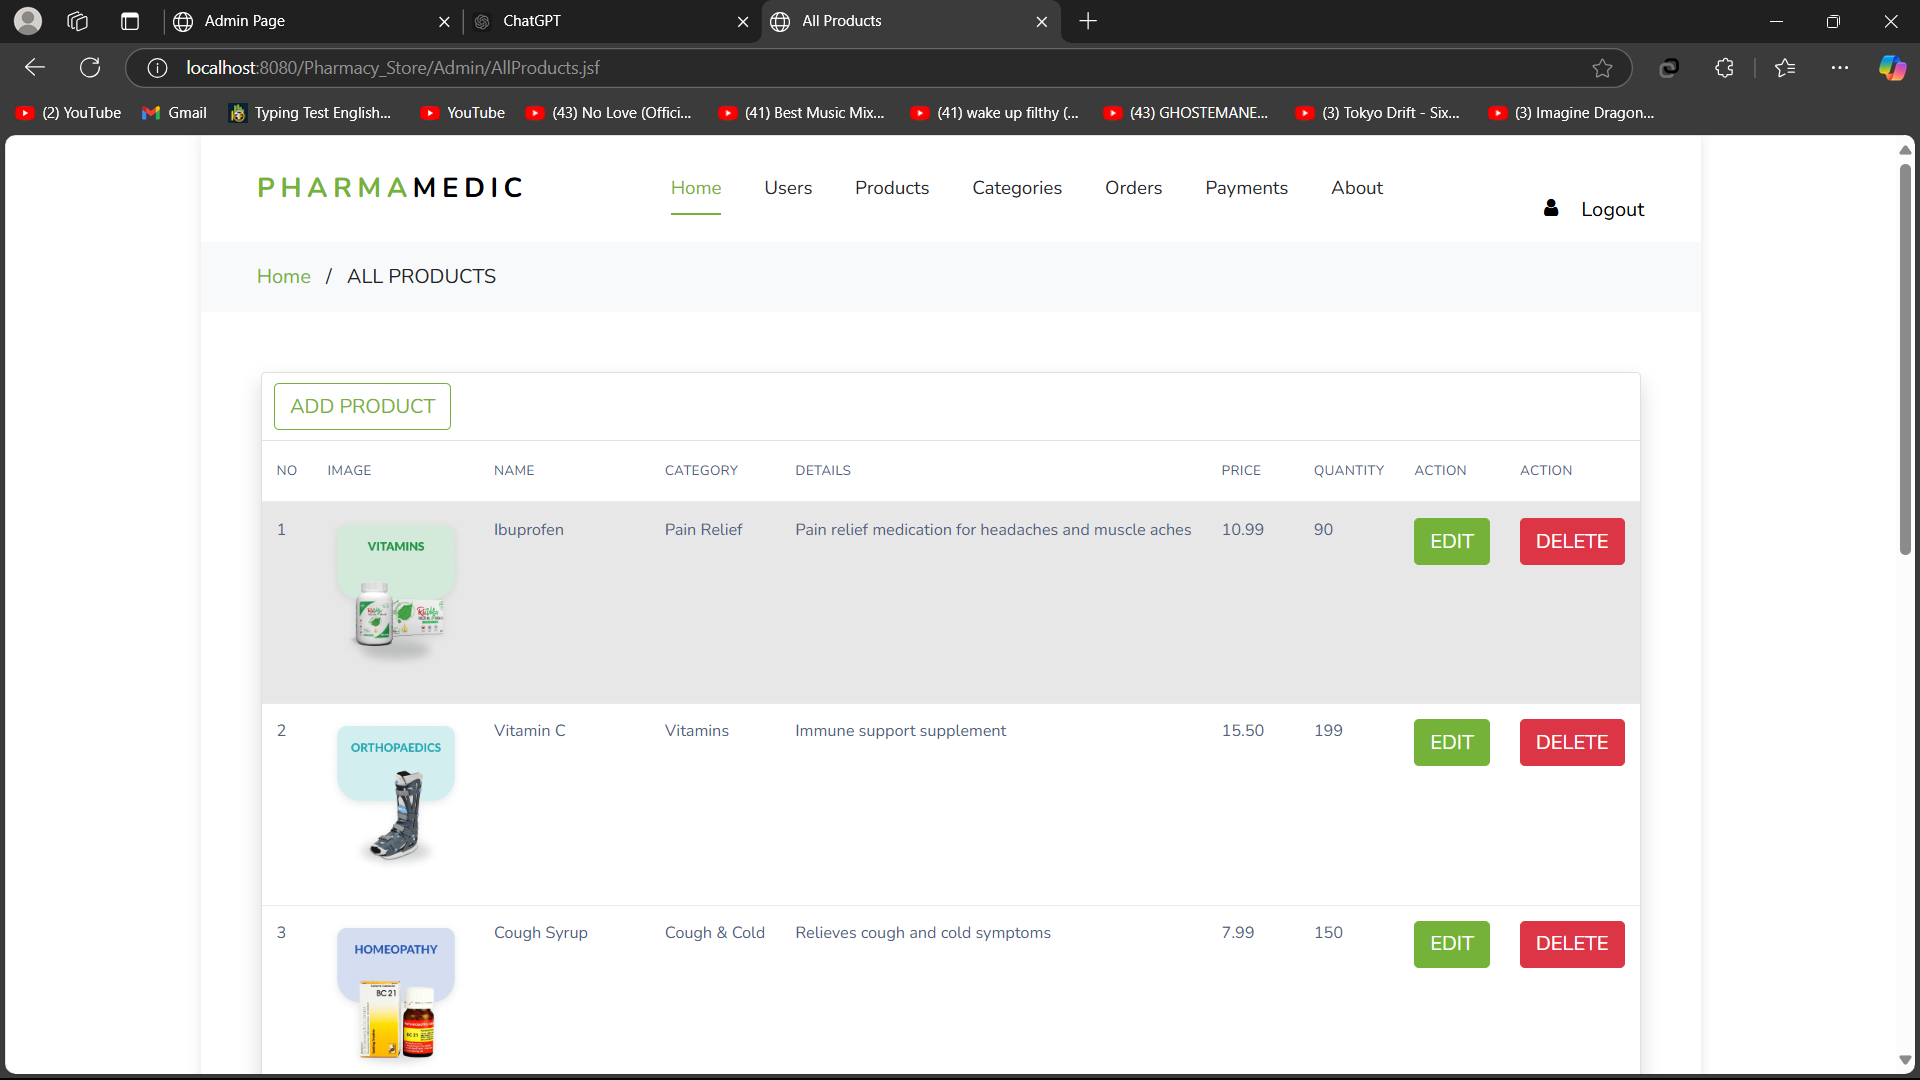 Admin Page
ChatGPT
All Products
localhost:8080/Pharmacy_Store/Admin/AllProducts.jsf
(2) YouTube
Gmail
Typing Test English...
YouTube
(43) No Love (Offici...
(41) Best Music Mix...
(41) wake up filthy (...
(43) GHOSTEMANE...
(3) Tokyo Drift - Six...
(3) Imagine Dragon...
PHARMAMEDIC
Home Users Products Categories Orders Payments About
Logout
Home / ALL PRODUCTS
ADD PRODUCT
NO IMAGE NAME CATEGORY DETAILS PRICE QUANTITY ACTION ACTION
1 Ibuprofen Pain Relief Pain relief medication for headaches and muscle aches 10.99 90 EDIT DELETE
VITAMINS
2 Vitamin C Vitamins Immune support supplement 15.50 199 EDIT DELETE
ORTHOPAEDICS
3 Cough Syrup Cough & Cold Relieves cough and cold symptoms 7.99 150 EDIT DELETE
HOMEOPATHY
BC 21
BC 21